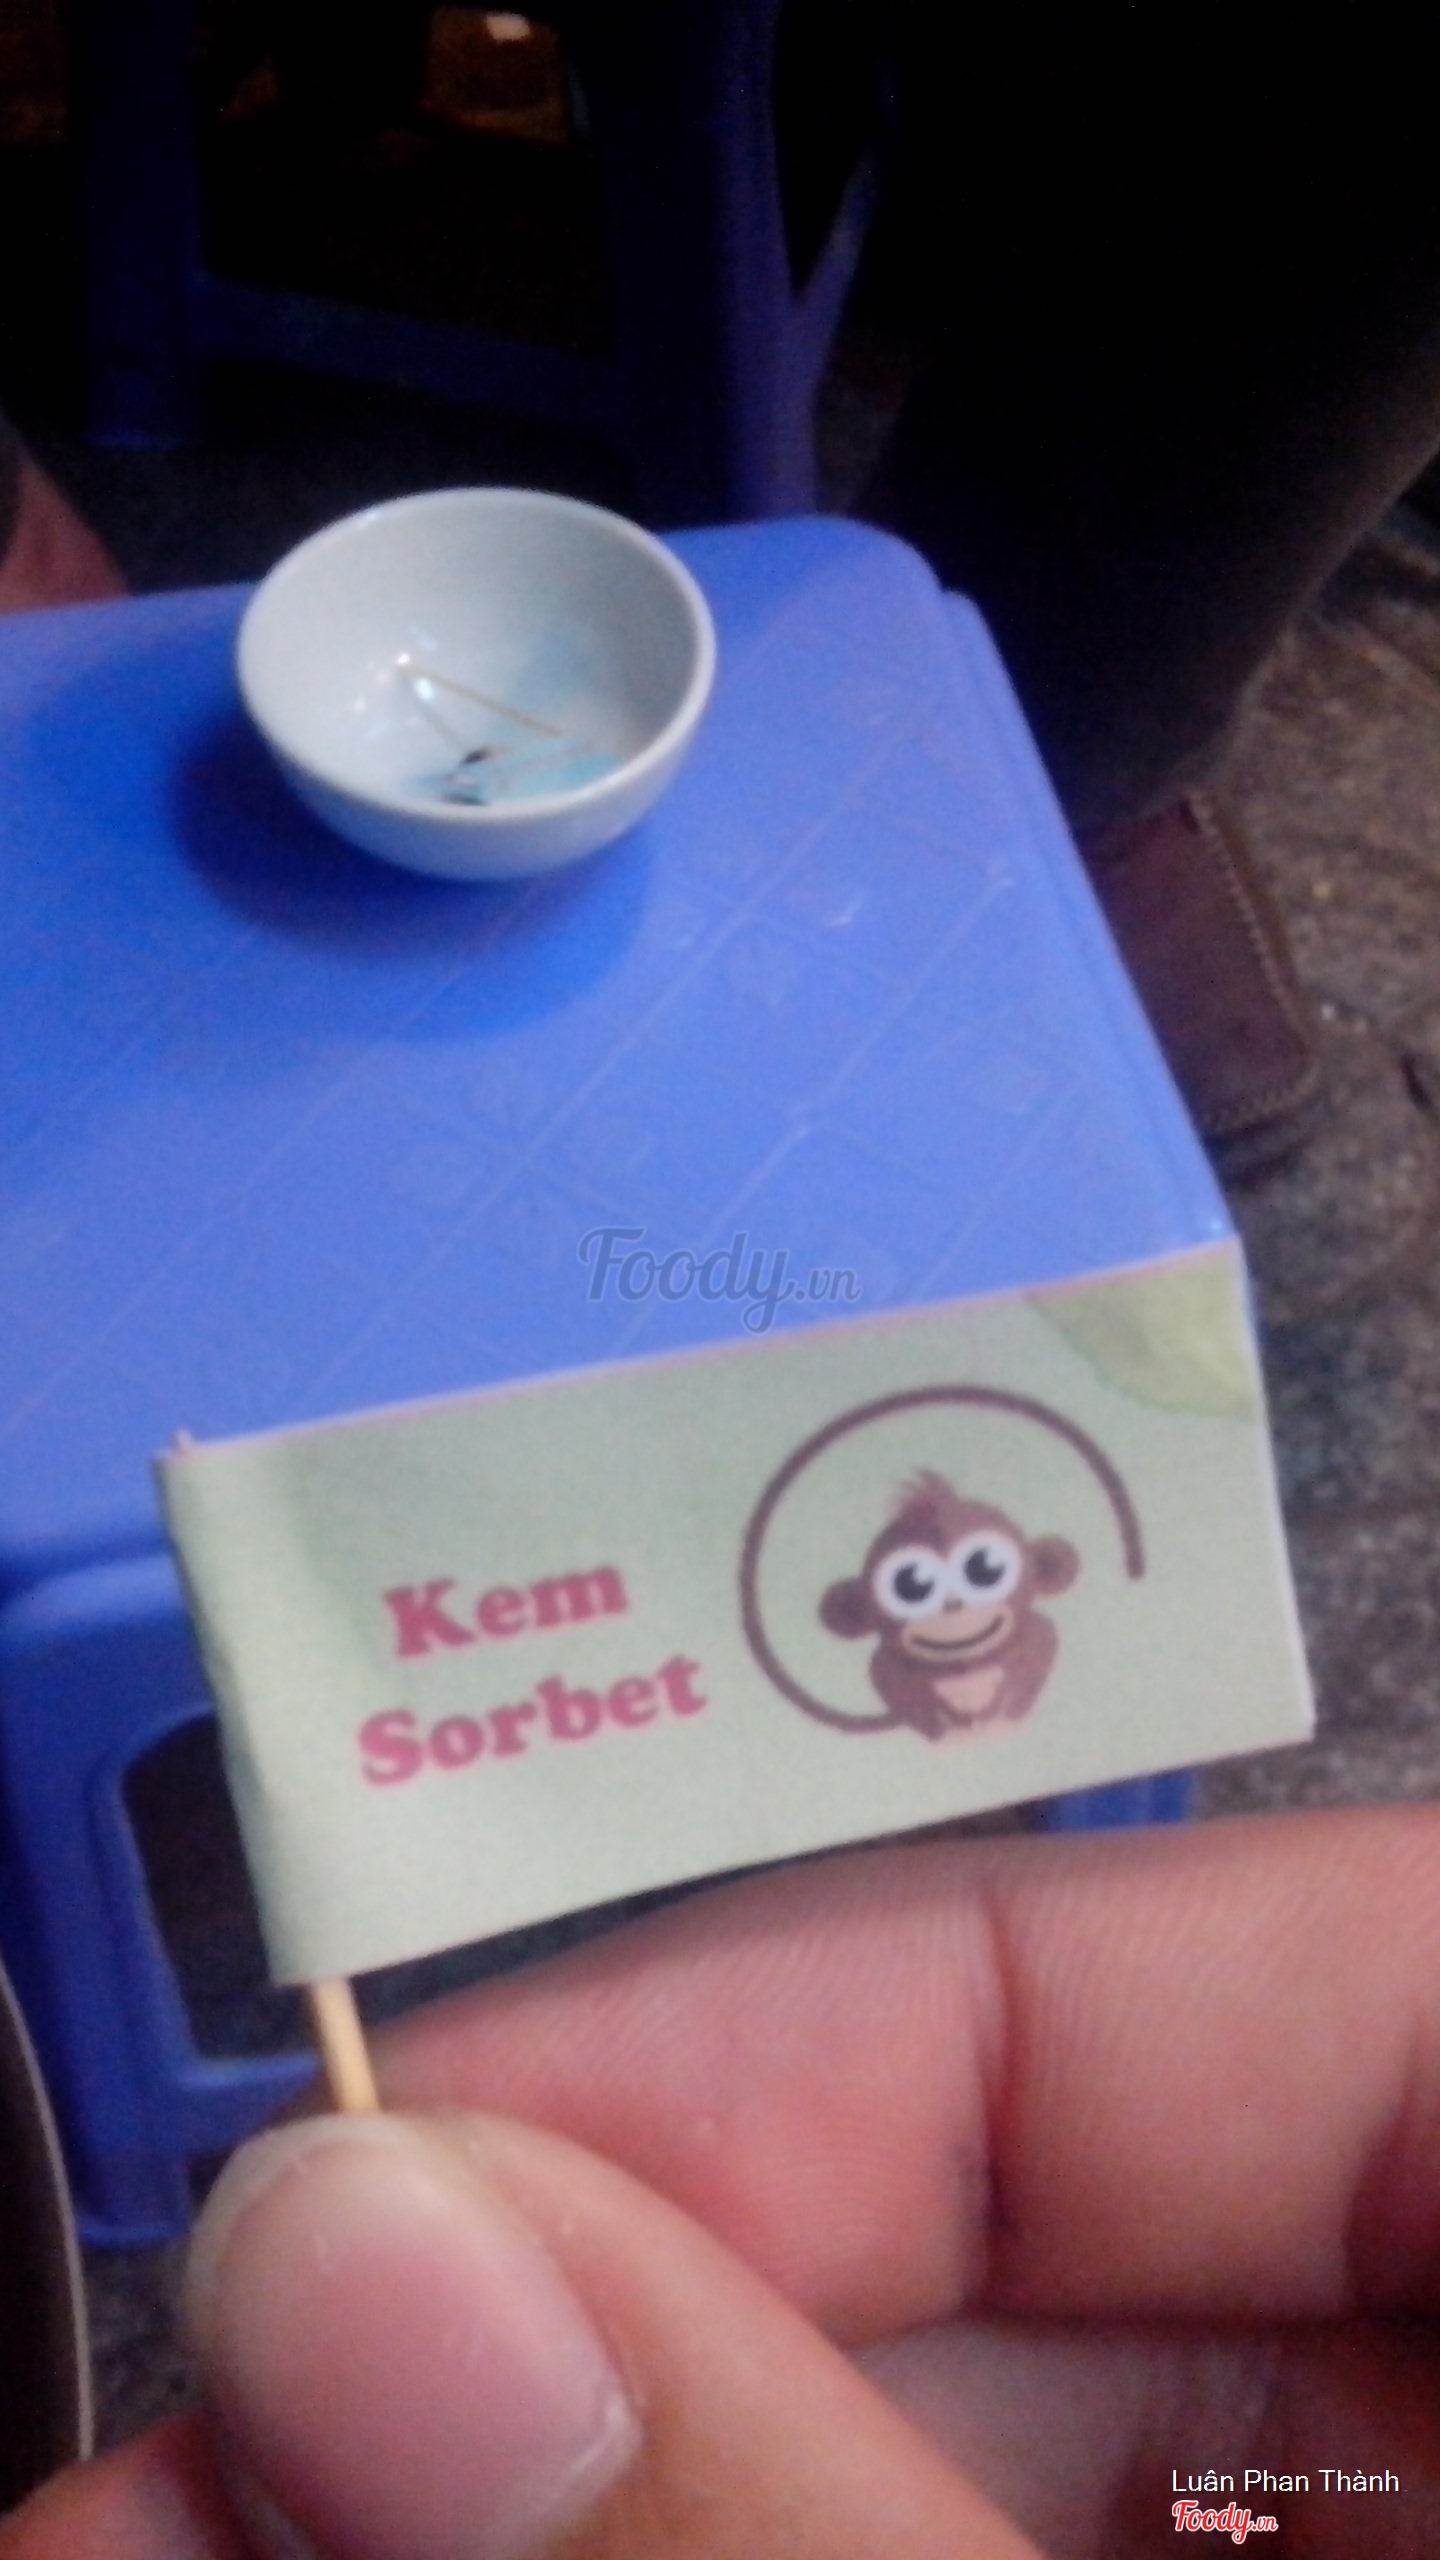 Foody.vn
Kem
Sorbet
Luân Phan Thành
Foody.vn